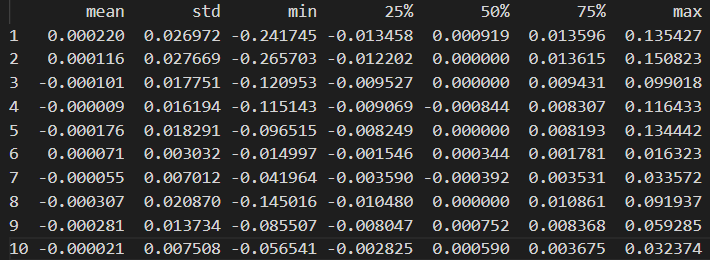 mean std min 25% 50% 75% max
1 0.000220 0.026972 -0.241745 -0.013458 0.000919 0.013596 0.135427
2 0.000116 0.027669 -0.265703 -0.012202 0.000000 0.013615 0.150823
3 -0.000101 0.017751 -0.120953 -0.009527 0.000000 0.009431 0.099018
4 -0.000009 0.016194 -0.115143 -0.009069 -0.000844 0.008307 0.116433
5 -0.000176 0.018291 -0.096515 -0.008249 0.000000 0.008193 0.134442
6 0.000071 0.003032 -0.014997 -0.001546 0.000344 0.001781 0.016323
7 -0.000055 0.007012 -0.041964 -0.003590 -0.000392 0.003531 0.033572
8 -0.000307 0.020870 -0.145016 -0.010480 0.000000 0.010861 0.091937
9 -0.000281 0.013734 -0.085507 -0.008047 0.000752 0.008368 0.059285
10 -0.000021 0.007508 -0.056541 -0.002825 0.000590 0.003675 0.032374